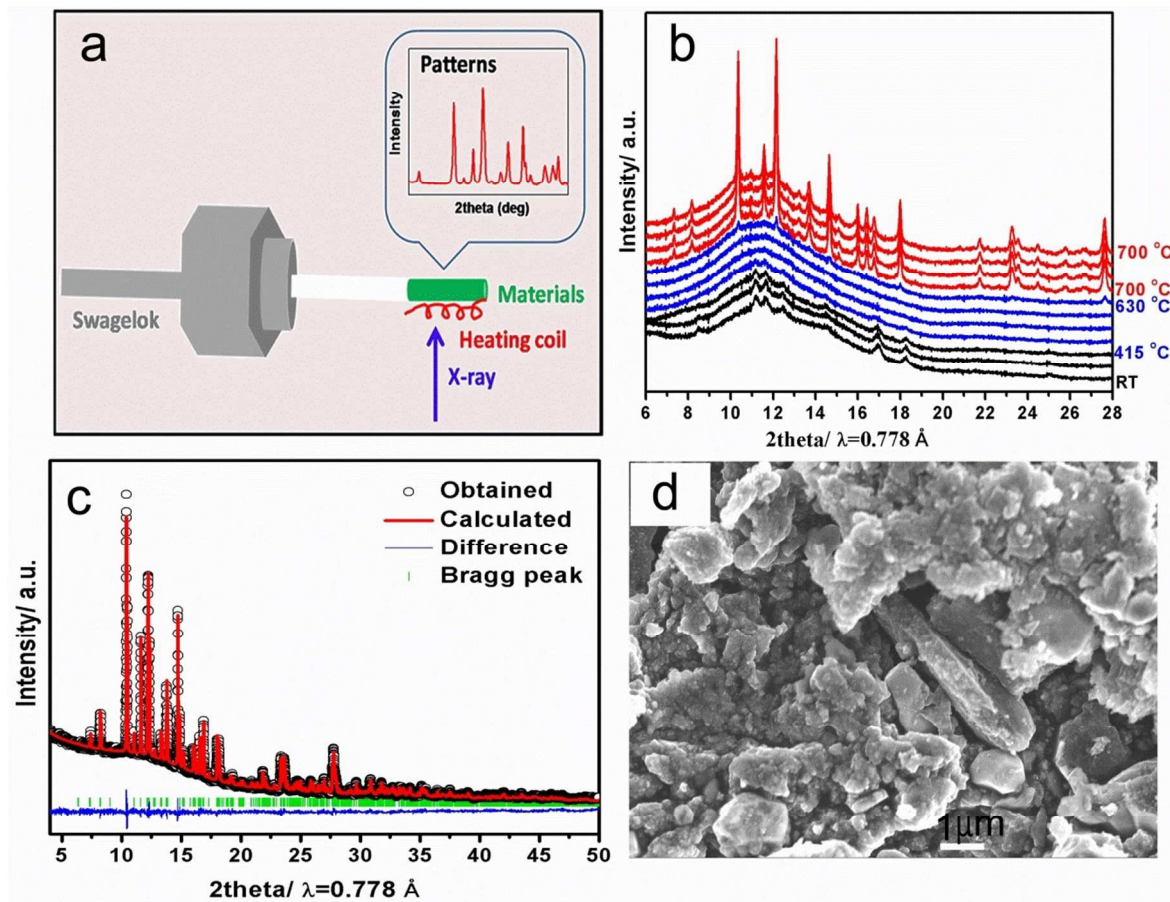 a
Patterns
Intensity
2theta (deg)
Swagelok
Materials
Heating coil
X-ray
b
Intensity/ a.u.
700 °C
700 °C
630 °C
415 °C
RT
6 8 10 12 14 16 18 20 22 24 26 28
2theta/ λ=0.778 Å
c
Obtained
Calculated
Difference
Bragg peak
Intensity/ a.u.
5 10 15 20 25 30 35 40 45 50
2theta/ λ=0.778 Å
d
1μm